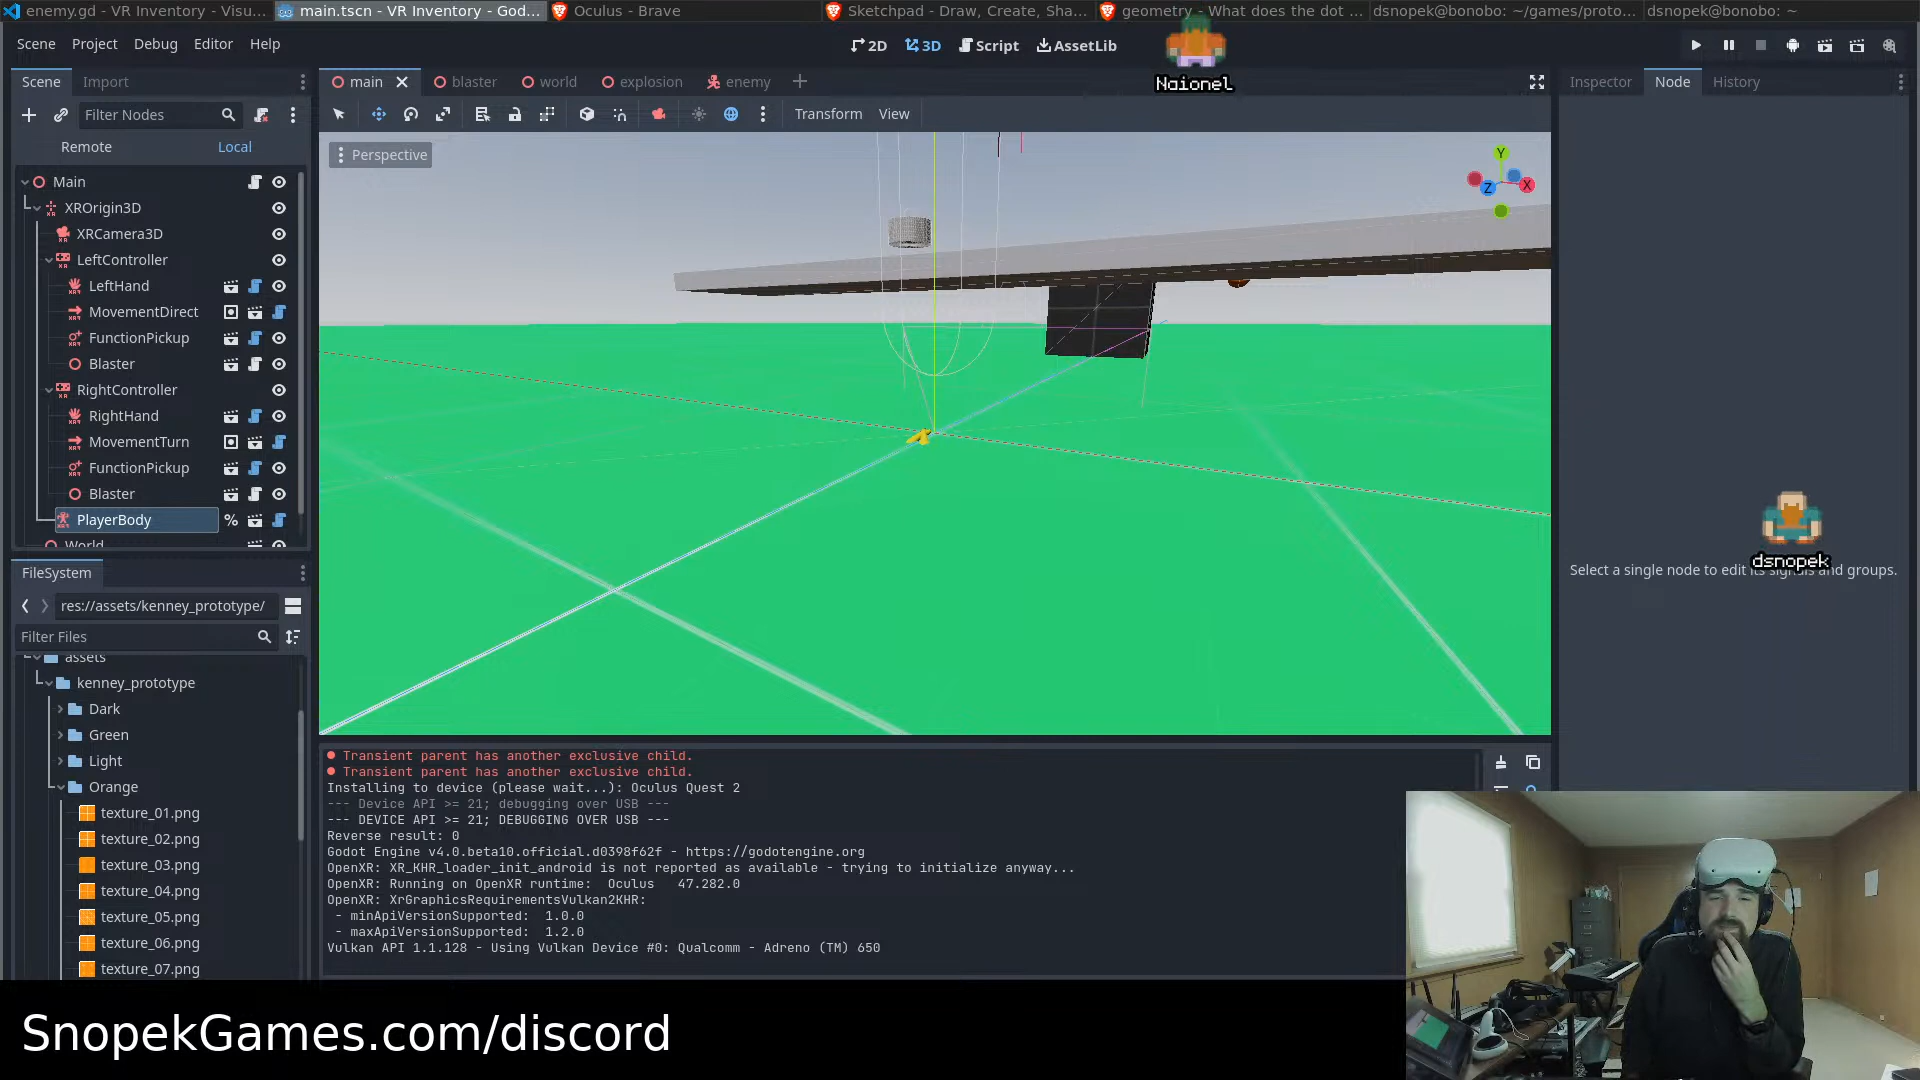 enemy.gd - VR Inventory - Visu...
main.tscn - VR Inventory - God...
Oculus - Brave
Sketchpad - Draw, Create, Sha...
geometry - What does the dot ...
dsnopek@bonobo: ~/games/proto...
dsnopek@bonobo: ~
Scene Project Debug Editor Help
2D 3D Script AssetLib
Naionel
Scene Import
main blaster world explosion enemy
Inspector Node History
Filter Nodes
Transform View
Remote Local
Perspective
Y
Z X
Main
XROrigin3D
XRCamera3D
LeftController
LeftHand
MovementDirect
FunctionPickup
Blaster
RightController
RightHand
MovementTurn
FunctionPickup
Blaster
PlayerBody %
World
dsnopek
Select a single node to edit its signals and groups.
FileSystem
res://assets/kenney_prototype/
Filter Files
assets
kenney_prototype
Dark
Green
Light
Orange
texture_01.png
texture_02.png
texture_03.png
texture_04.png
texture_05.png
texture_06.png
texture_07.png
Transient parent has another exclusive child.
Transient parent has another exclusive child.
Installing to device (please wait...): Oculus Quest 2
--- Device API >= 21; debugging over USB ---
--- DEVICE API >= 21; DEBUGGING OVER USB ---
Reverse result: 0
Godot Engine v4.0.beta10.official.d0398f62f - https://godotengine.org
OpenXR: XR_KHR_loader_init_android is not reported as available - trying to initialize anyway...
OpenXR: Running on OpenXR runtime:  Oculus   47.282.0
OpenXR: XrGraphicsRequirementsVulkan2KHR:
- minApiVersionSupported:  1.0.0
- maxApiVersionSupported:  1.2.0
Vulkan API 1.1.128 - Using Vulkan Device #0: Qualcomm - Adreno (TM) 650
SnopekGames.com/discord